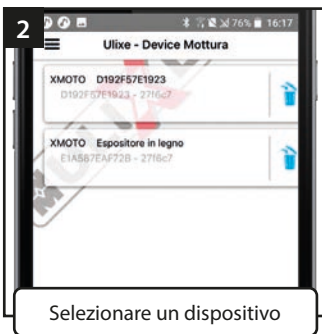 2
76% 16:17
Ulixe - Device Mottura
XMOTO D192F57E1923
D192F57E1923 - 27f6c7
XMOTO Espositore in legno
E1A587EAF728 - 27f6c7
Selezionare un dispositivo